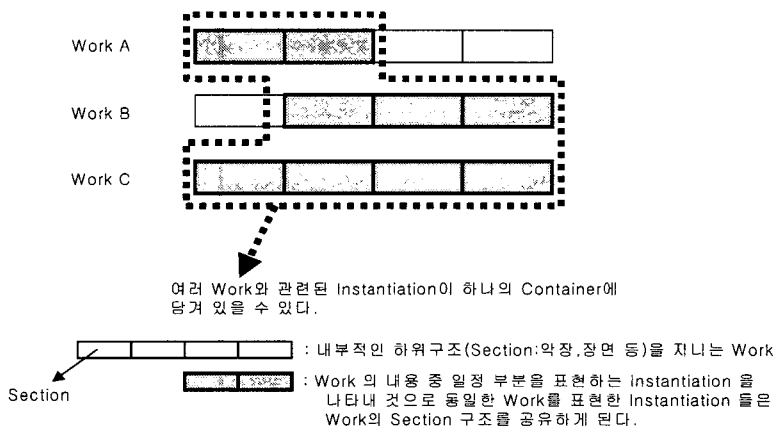 Work A
Work B
Work C
여러 Work와 관련된 Instantiation이 하나의 Container에
담겨 있을 수 있다.
: 내부적인 하위구조(Section:악장,장면 등)을 지니는 Work
Section
: Work 의 내용 중 일정 부분을 표현하는 Instantiation 을
나타내 것으로 동일한 Work를 표현한 Instantiation 들은
Work의 Section 구조를 공유하게 된다.